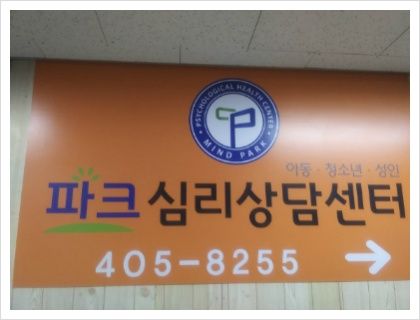 PSYCHOLOGICAL HEALTH CENTER
MIND PARK
아동·청소년·성인
파크 심리상담센터
405-8255